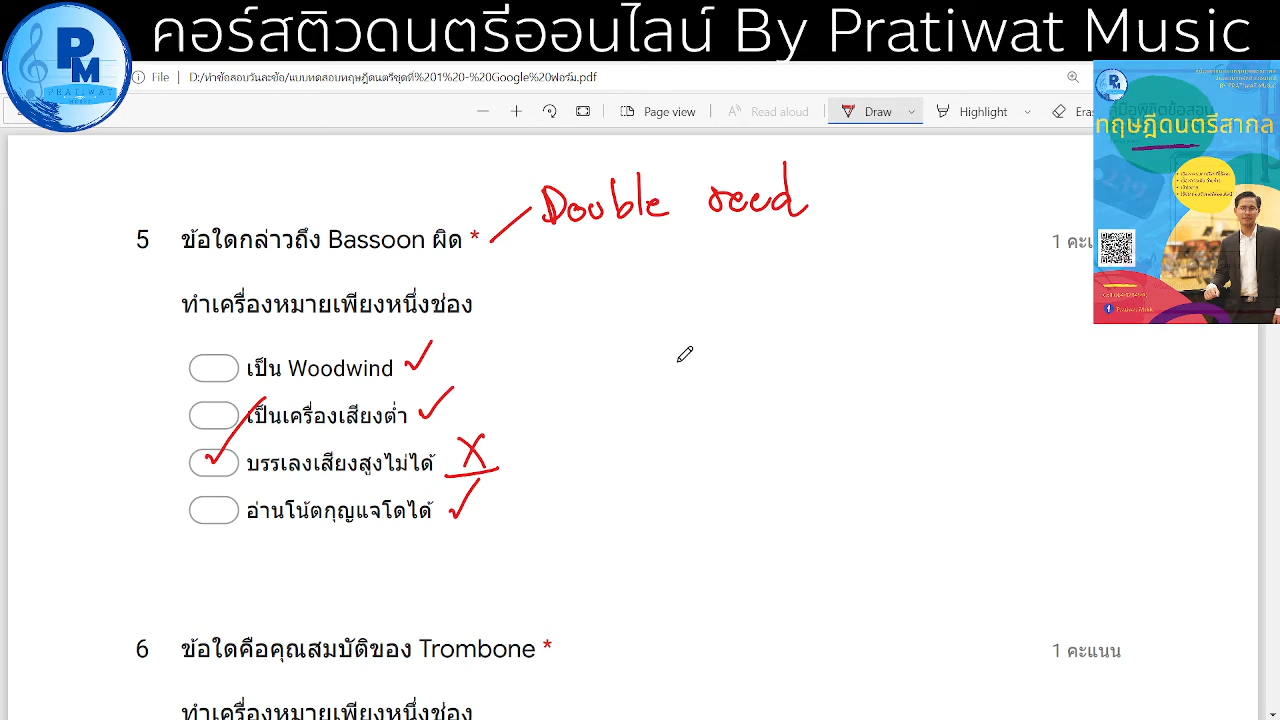 คอร์สติวดนตรีออนไลน์ By Pratiwat Music
PM
PRATIWAT
File D:/ทำข้อสอบวันละข้อ/แบบทดสอบทฤษฎีดนตรีชุดที่%201%20-%20Google%20ฟอร์ม.pdf
Page view
Read aloud
Draw
Highlight
ทฤษฎีดนตรีสากล
Double reed
5 ข้อใดกล่าวถึง Bassoon ผิด *
ทำเครื่องหมายเพียงหนึ่งช่อง
เป็น Woodwind
เป็นเครื่องเสียงต่ำ
บรรเลงเสียงสูงไม่ได้
อ่านโน้ตกุญแจโดได้
6 ข้อใดคือคุณสมบัติของ Trombone * 1 คะแนน
ทำเครื่องหมายเพียงหนึ่งช่อง